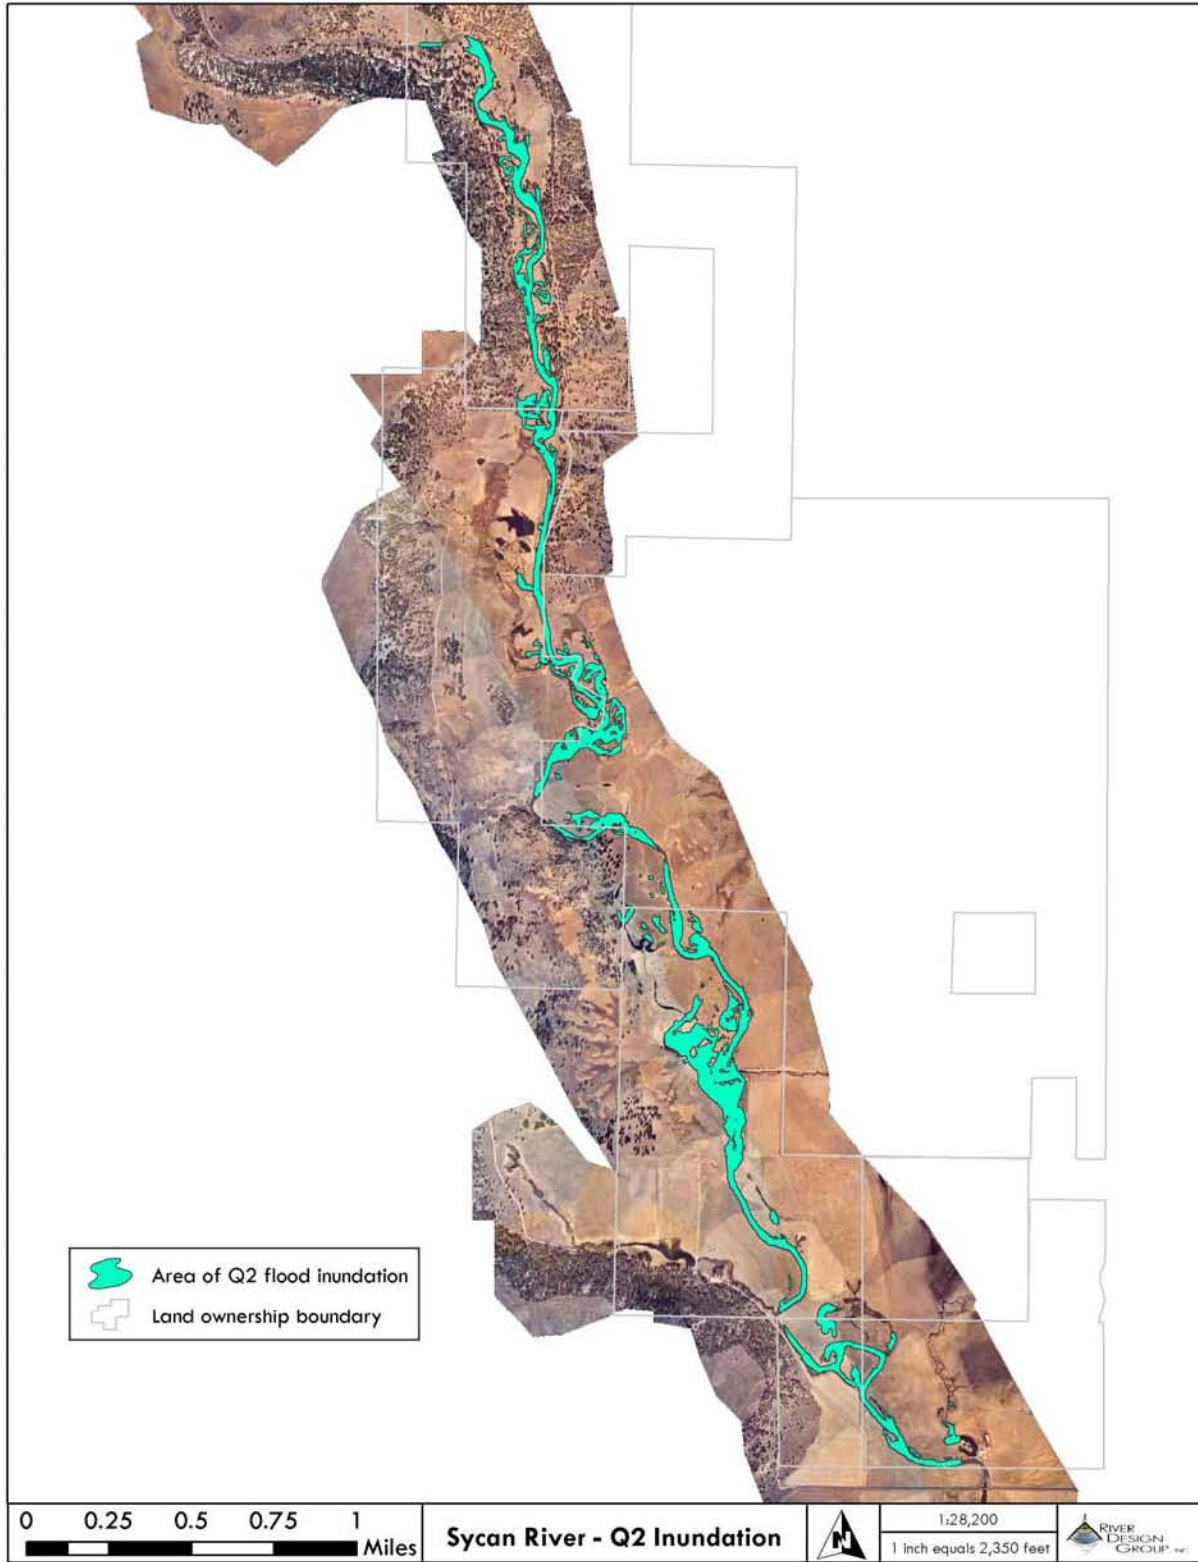 Area of Q2 flood inundation
Land ownership boundary
0 0.25 0.5 0.75 1
Miles
Sycan River - Q2 Inundation
N
1:28,200
1 inch equals 2,350 feet
RIVER
DESIGN
GROUP, INC.